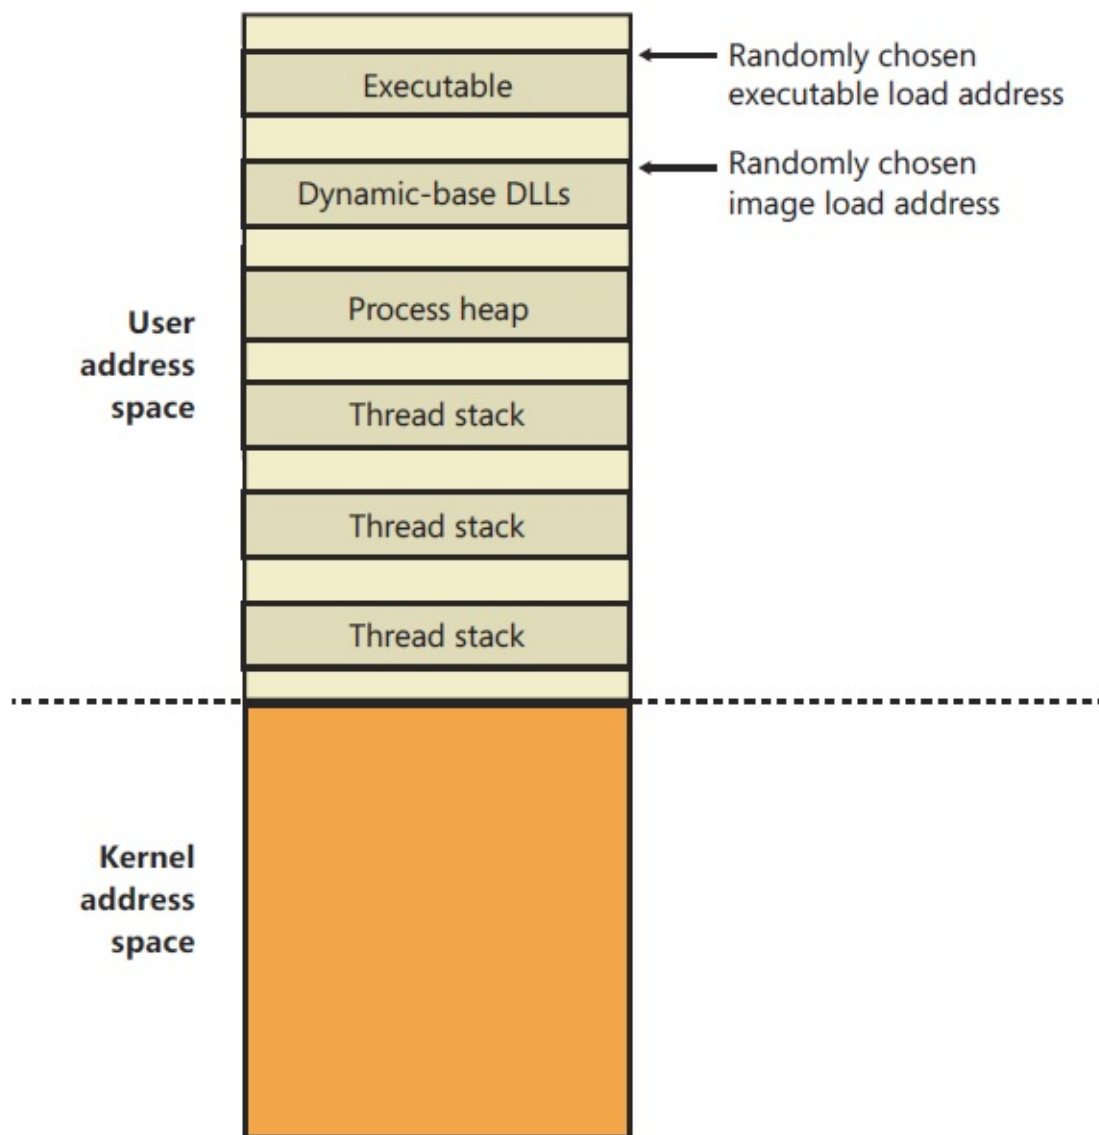 Randomly chosen
executable load address
Executable
Randomly chosen
image load address
Dynamic-base DLLs
Process heap
User
address
space
Thread stack
Thread stack
Thread stack
Kernel
address
space